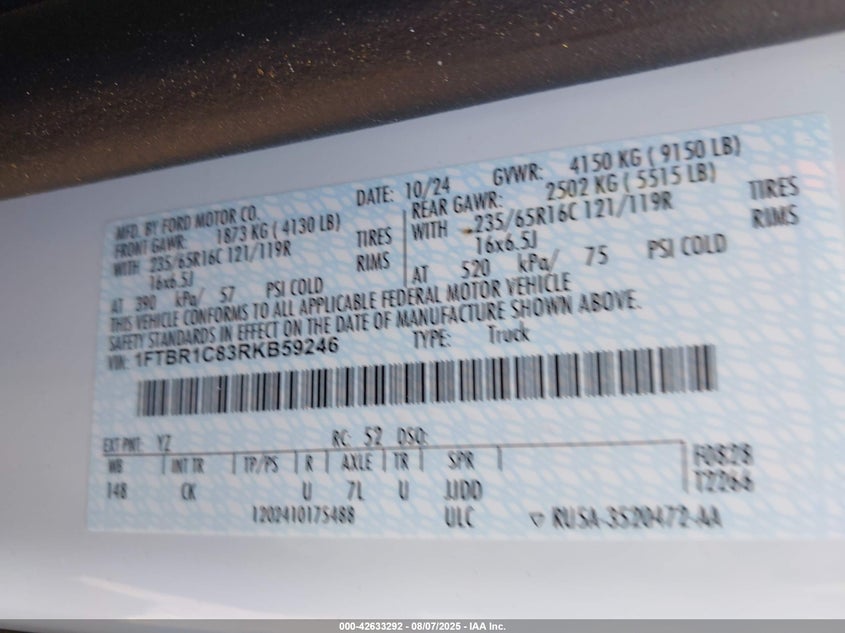 MFD. BY FORD MOTOR CO. DATE: 10/24 GVWR: 4150 KG ( 9150 LB)
FRONT GAWR: 1873 KG ( 4130 LB) REAR GAWR: 2502 KG ( 5515 LB)
WITH 235/65R16C 121/119R TIRES WITH 235/65R16C 121/119R TIRES
16x6.5J RIMS 16x6.5J RIMS
AT 390 kPa/ 57 PSI COLD AT 520 kPa/ 75 PSI COLD
THIS VEHICLE CONFORMS TO ALL APPLICABLE FEDERAL MOTOR VEHICLE
SAFETY STANDARDS IN EFFECT ON THE DATE OF MANUFACTURE SHOWN ABOVE.
VIN: 1FTBR1C83RKB59246 TYPE: Truck
EXT PNT: YZ RC: 52 DSO:
WB INT TR TP/PS R AXLE TR SPR F0828
148 CK U 7L U JJDD T2266
1202410175488 ULC ▽ RU5A-3520472-AA
000-42633292 - 08/07/2025 - IAA Inc.